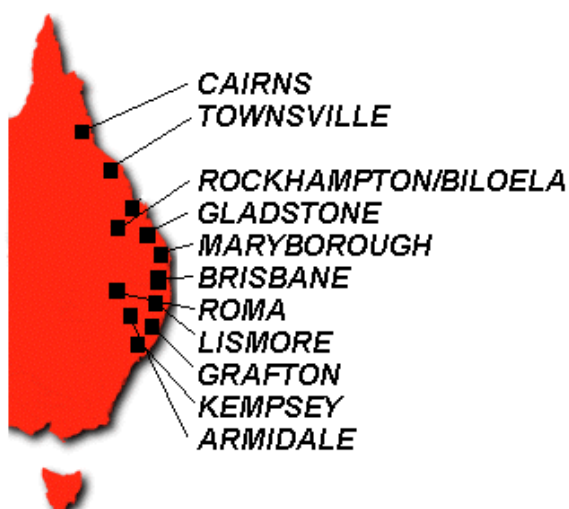 CAIRNS
TOWNSVILLE
ROCKHAMPTON/BILOELA
GLADSTONE
MARYBOROUGH
BRISBANE
ROMA
LISMORE
GRAFTON
KEMPSEY
ARMIDALE